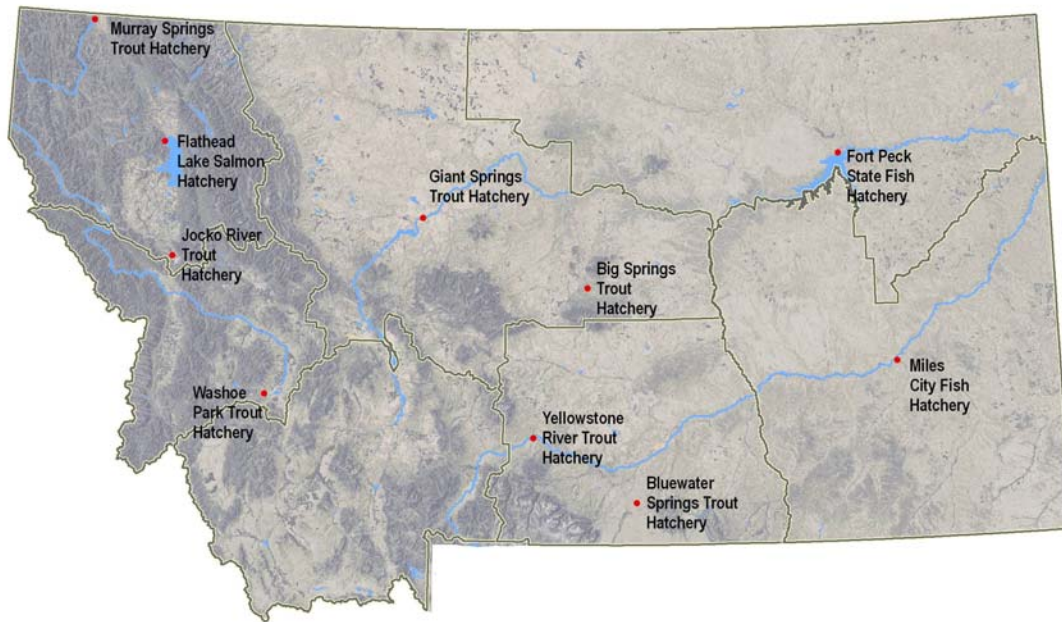 Murray Springs
Trout Hatchery
Flathead
Lake Salmon
Hatchery
Giant Springs
Trout Hatchery
Fort Peck
State Fish
Hatchery
Jocko River
Trout
Hatchery
Big Springs
Trout
Hatchery
Miles
City Fish
Hatchery
Washoe
Park Trout
Hatchery
Yellowstone
River Trout
Hatchery
Bluewater
Springs Trout
Hatchery